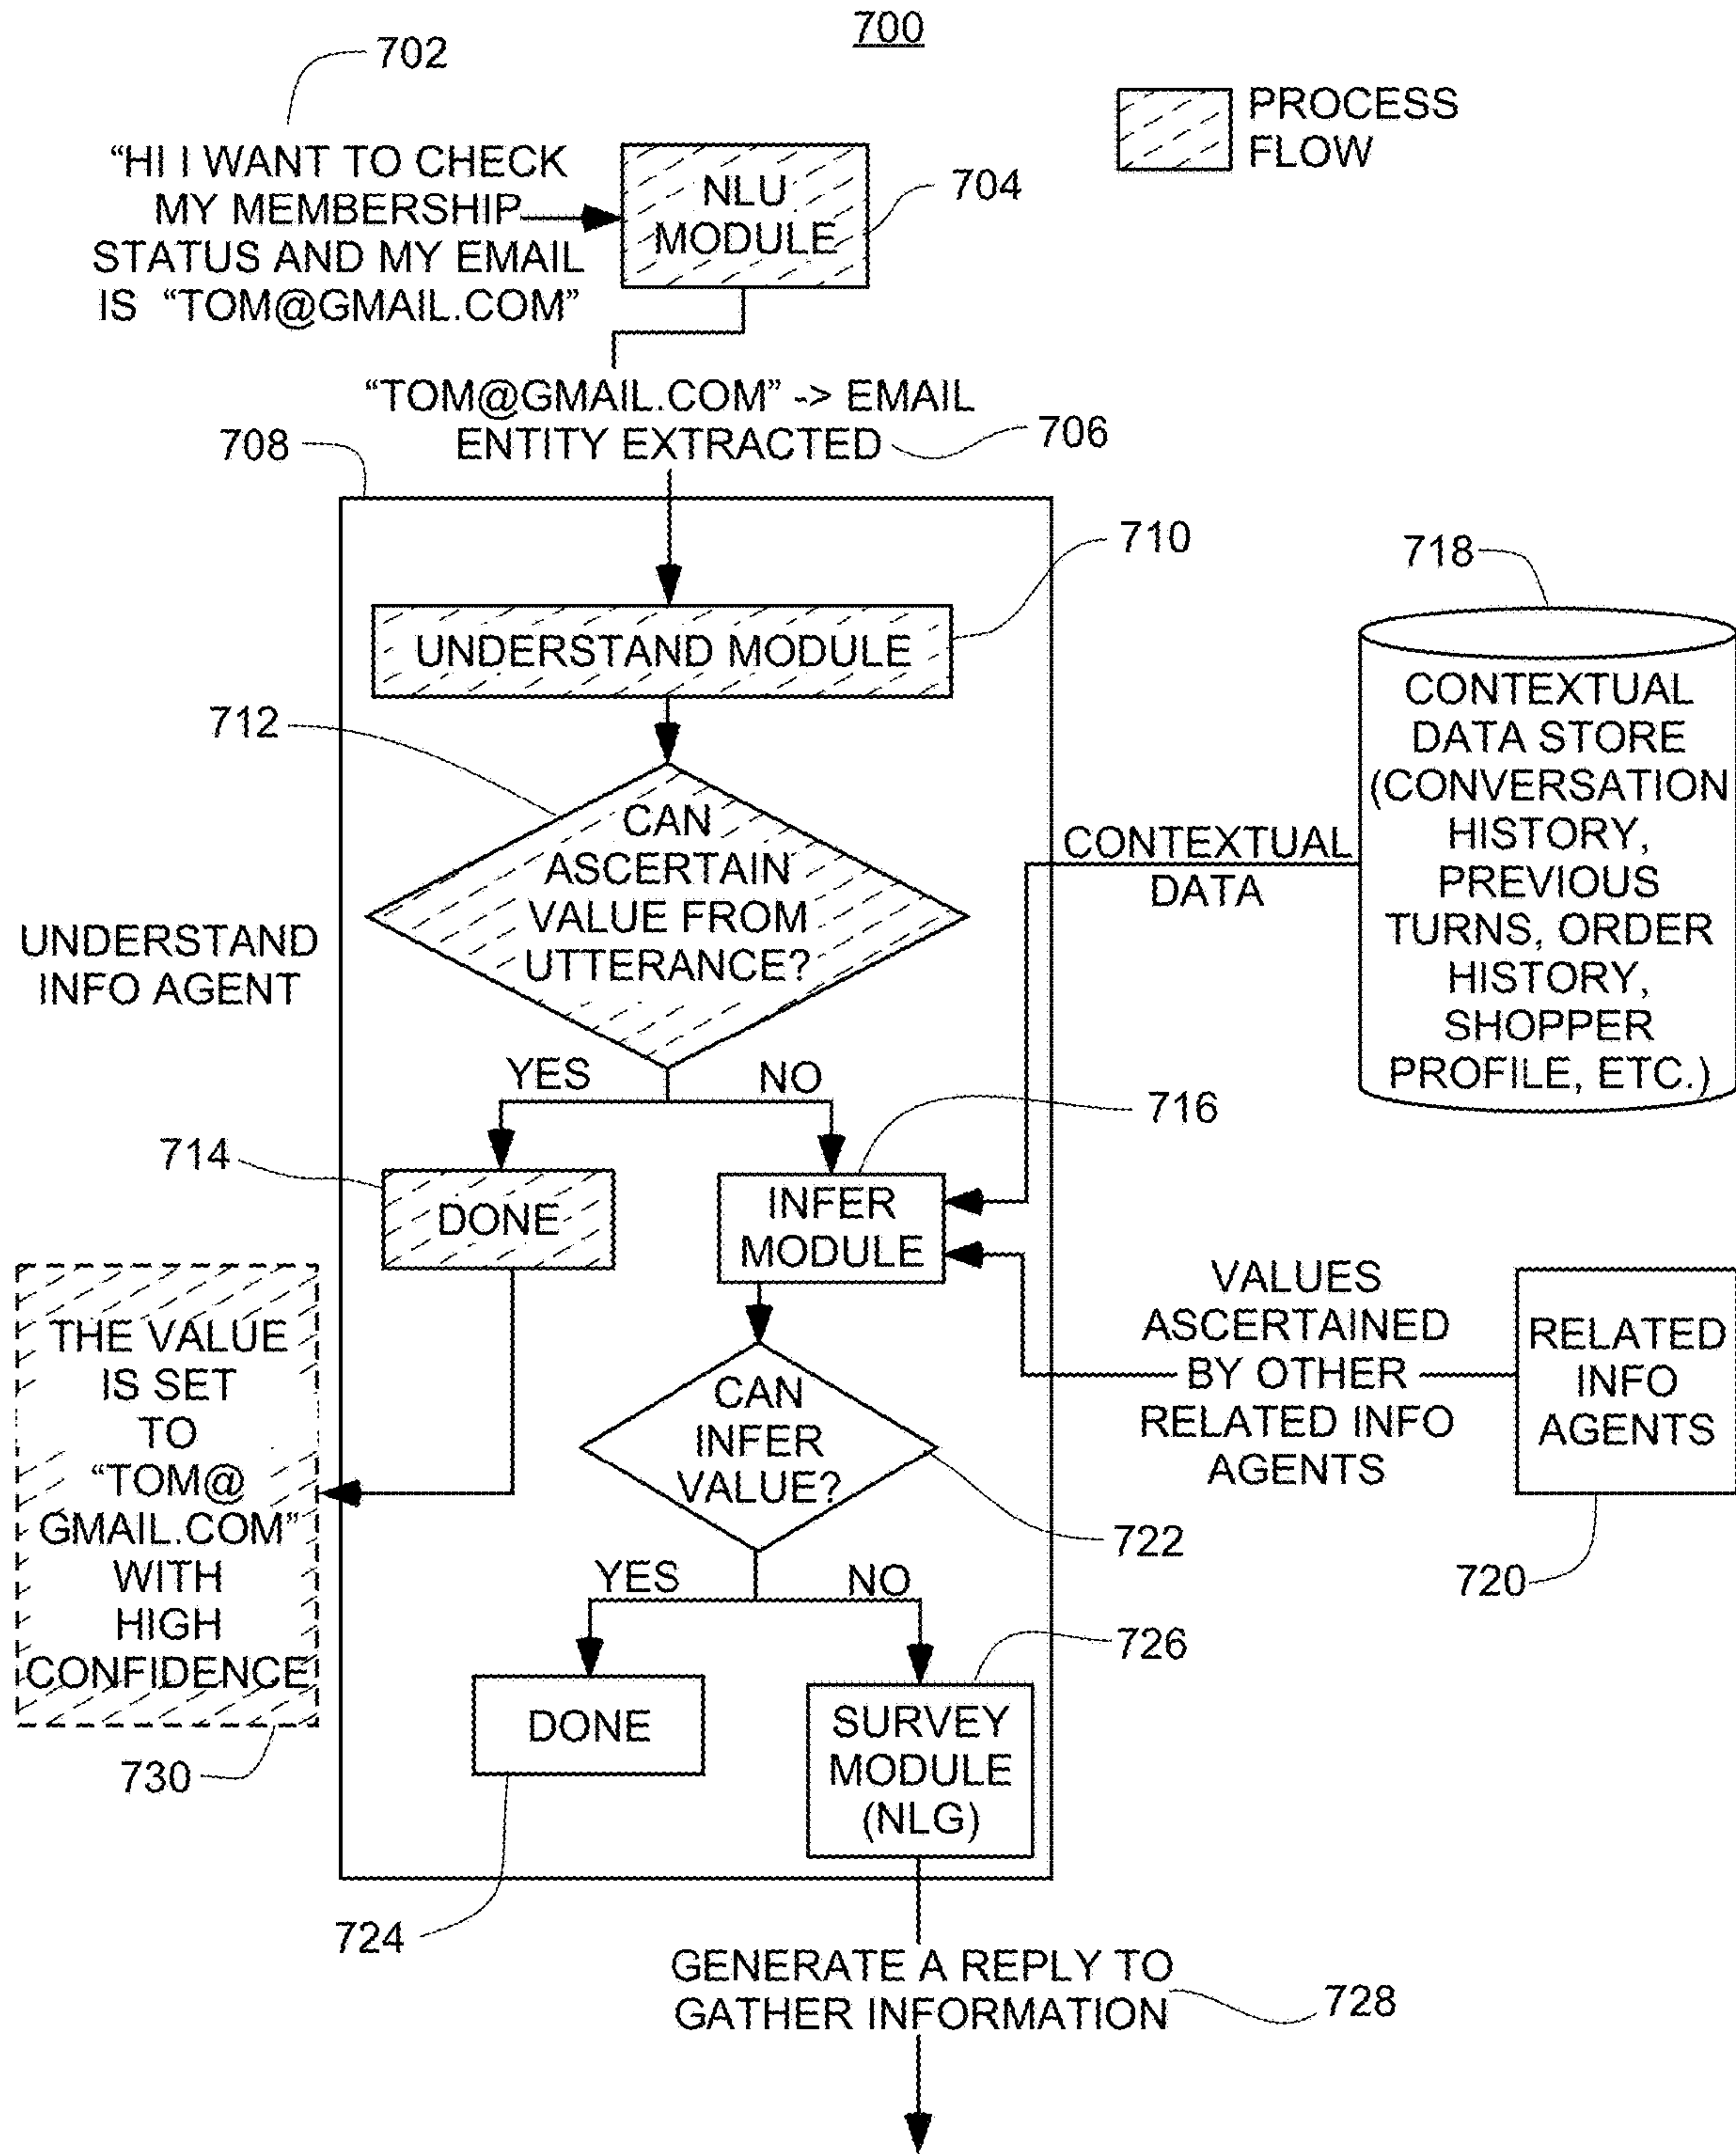 700
702
PROCESS
FLOW
“HI I WANT TO CHECK
MY MEMBERSHIP
STATUS AND MY EMAIL
IS “TOM@GMAIL.COM”
NLU
MODULE
704
“TOM@GMAIL.COM” -> EMAIL
ENTITY EXTRACTED
706
708
710
UNDERSTAND MODULE
712
CAN
ASCERTAIN
VALUE FROM
UTTERANCE?
UNDERSTAND
INFO AGENT
718
CONTEXTUAL
DATA STORE
(CONVERSATION
HISTORY,
PREVIOUS
TURNS, ORDER
HISTORY,
SHOPPER
PROFILE, ETC.)
CONTEXTUAL
DATA
YES
NO
714
DONE
716
INFER
MODULE
THE VALUE
IS SET
TO
“TOM@
GMAIL.COM”
WITH
HIGH
CONFIDENCE
730
VALUES
ASCERTAINED
BY OTHER
RELATED INFO
AGENTS
RELATED
INFO
AGENTS
720
CAN
INFER
VALUE?
722
YES
NO
DONE
724
726
SURVEY
MODULE
(NLG)
GENERATE A REPLY TO
GATHER INFORMATION
728